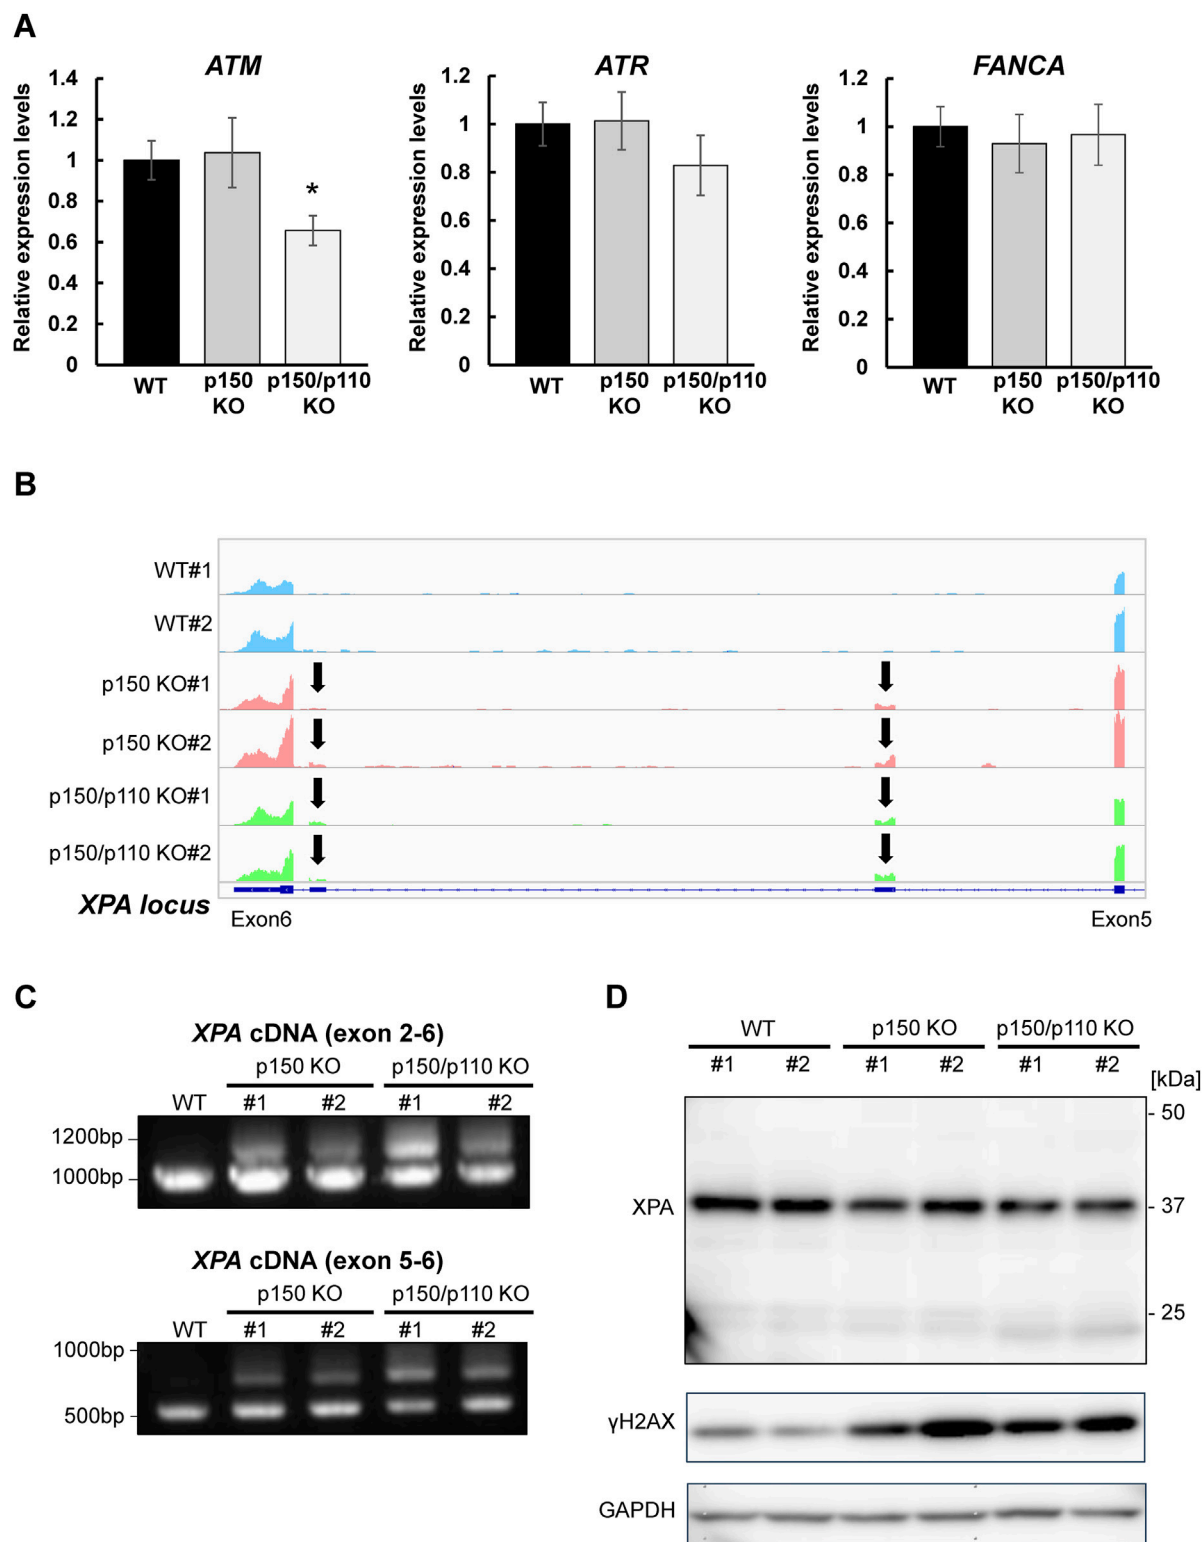 A
ATM
Relative expression levels
1.4
1.2
1
0.8
0.6
0.4
0.2
0
*
WT
p150 KO
p150/p110 KO
ATR
Relative expression levels
1.2
1
0.8
0.6
0.4
0.2
0
WT
p150 KO
p150/p110 KO
FANCA
Relative expression levels
1.2
1
0.8
0.6
0.4
0.2
0
WT
p150 KO
p150/p110 KO
B
WT#1
WT#2
p150 KO#1
p150 KO#2
p150/p110 KO#1
p150/p110 KO#2
XPA locus
Exon6
Exon5
C
XPA cDNA (exon 2-6)
p150 KO p150/p110 KO
WT #1 #2 #1 #2
1200bp
1000bp
XPA cDNA (exon 5-6)
p150 KO p150/p110 KO
WT #1 #2 #1 #2
1000bp
500bp
D
WT p150 KO p150/p110 KO
#1 #2 #1 #2 #1 #2
[kDa]
- 50
XPA
- 37
- 25
γH2AX
GAPDH